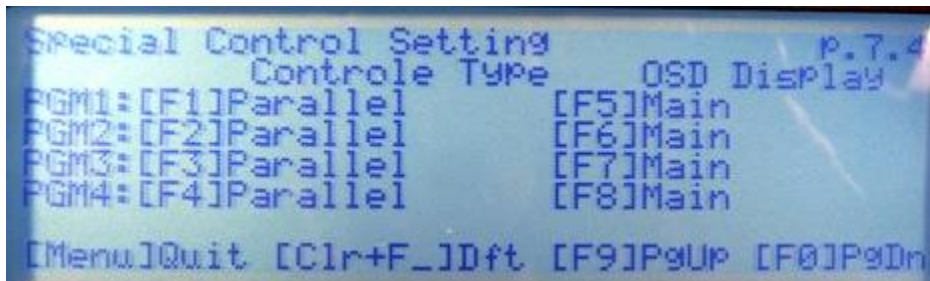 Special Control Setting p.7.4
Controle Type OSD Display
PGM1:[F1]Parallel [F5]Main
PGM2:[F2]Parallel [F6]Main
PGM3:[F3]Parallel [F7]Main
PGM4:[F4]Parallel [F8]Main
[Menu]Quit [Clr+F_]Dft [F9]PgUp [F0]PgDn